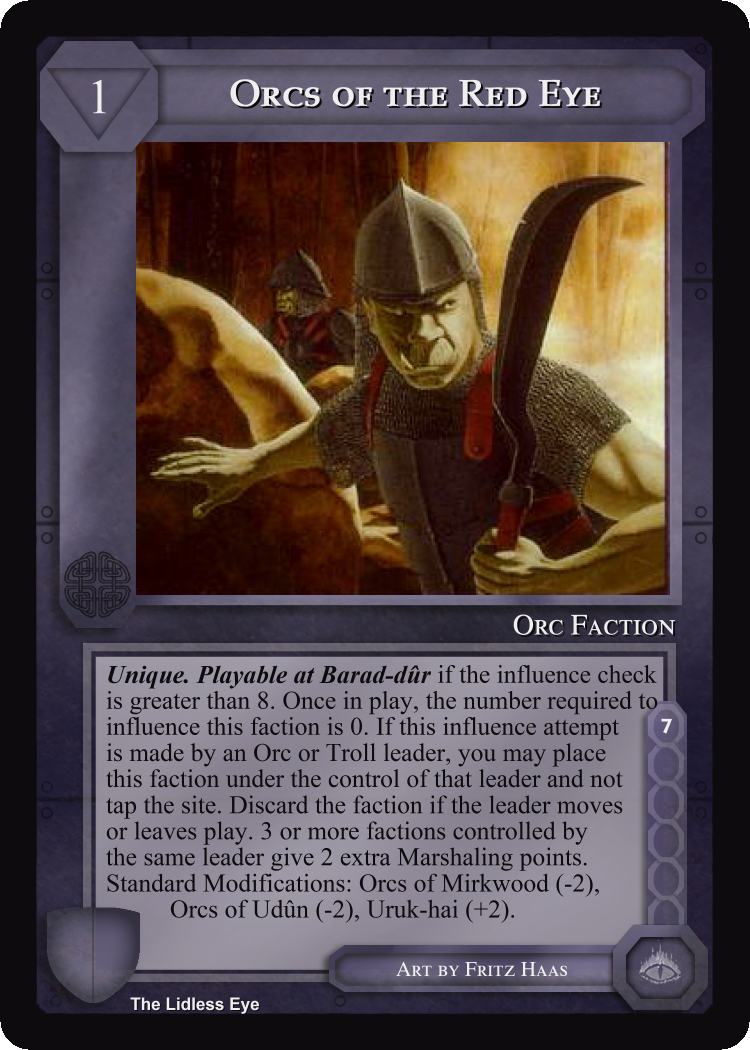 1
Orcs of the Red Eye
Orc Faction
Unique. Playable at Barad-dûr if the influence check
is greater than 8. Once in play, the number required to
influence this faction is 0. If this influence attempt
7
is made by an Orc or Troll leader, you may place
this faction under the control of that leader and not
tap the site. Discard the faction if the leader moves
or leaves play. 3 or more factions controlled by
the same leader give 2 extra Marshaling points.
Standard Modifications: Orcs of Mirkwood (-2),
Orcs of Udûn (-2), Uruk-hai (+2).
Art by Fritz Haas
The Lidless Eye